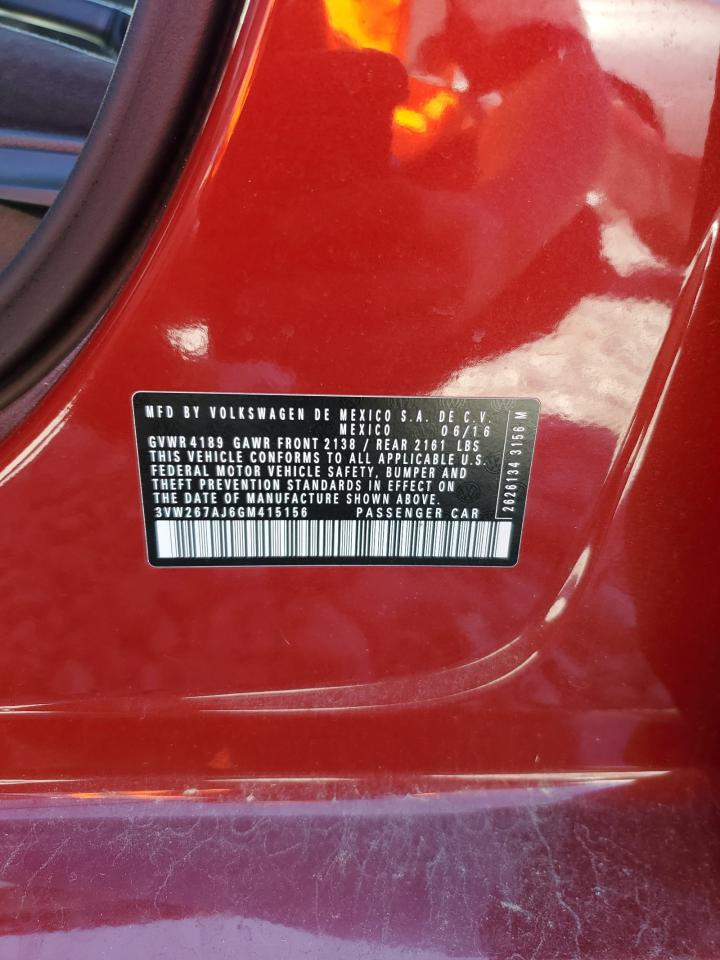 MFD BY VOLKSWAGEN DE MEXICO S.A. DE C.V.
MEXICO 06/16
GVWR 4189 GAWR FRONT 2138 / REAR 2161 LBS
THIS VEHICLE CONFORMS TO ALL APPLICABLE U.S.
FEDERAL MOTOR VEHICLE SAFETY, BUMPER AND
THEFT PREVENTION STANDARDS IN EFFECT ON
THE DATE OF MANUFACTURE SHOWN ABOVE.
3VW267AJ6GM415156 PASSENGER CAR
2626134 3156 M